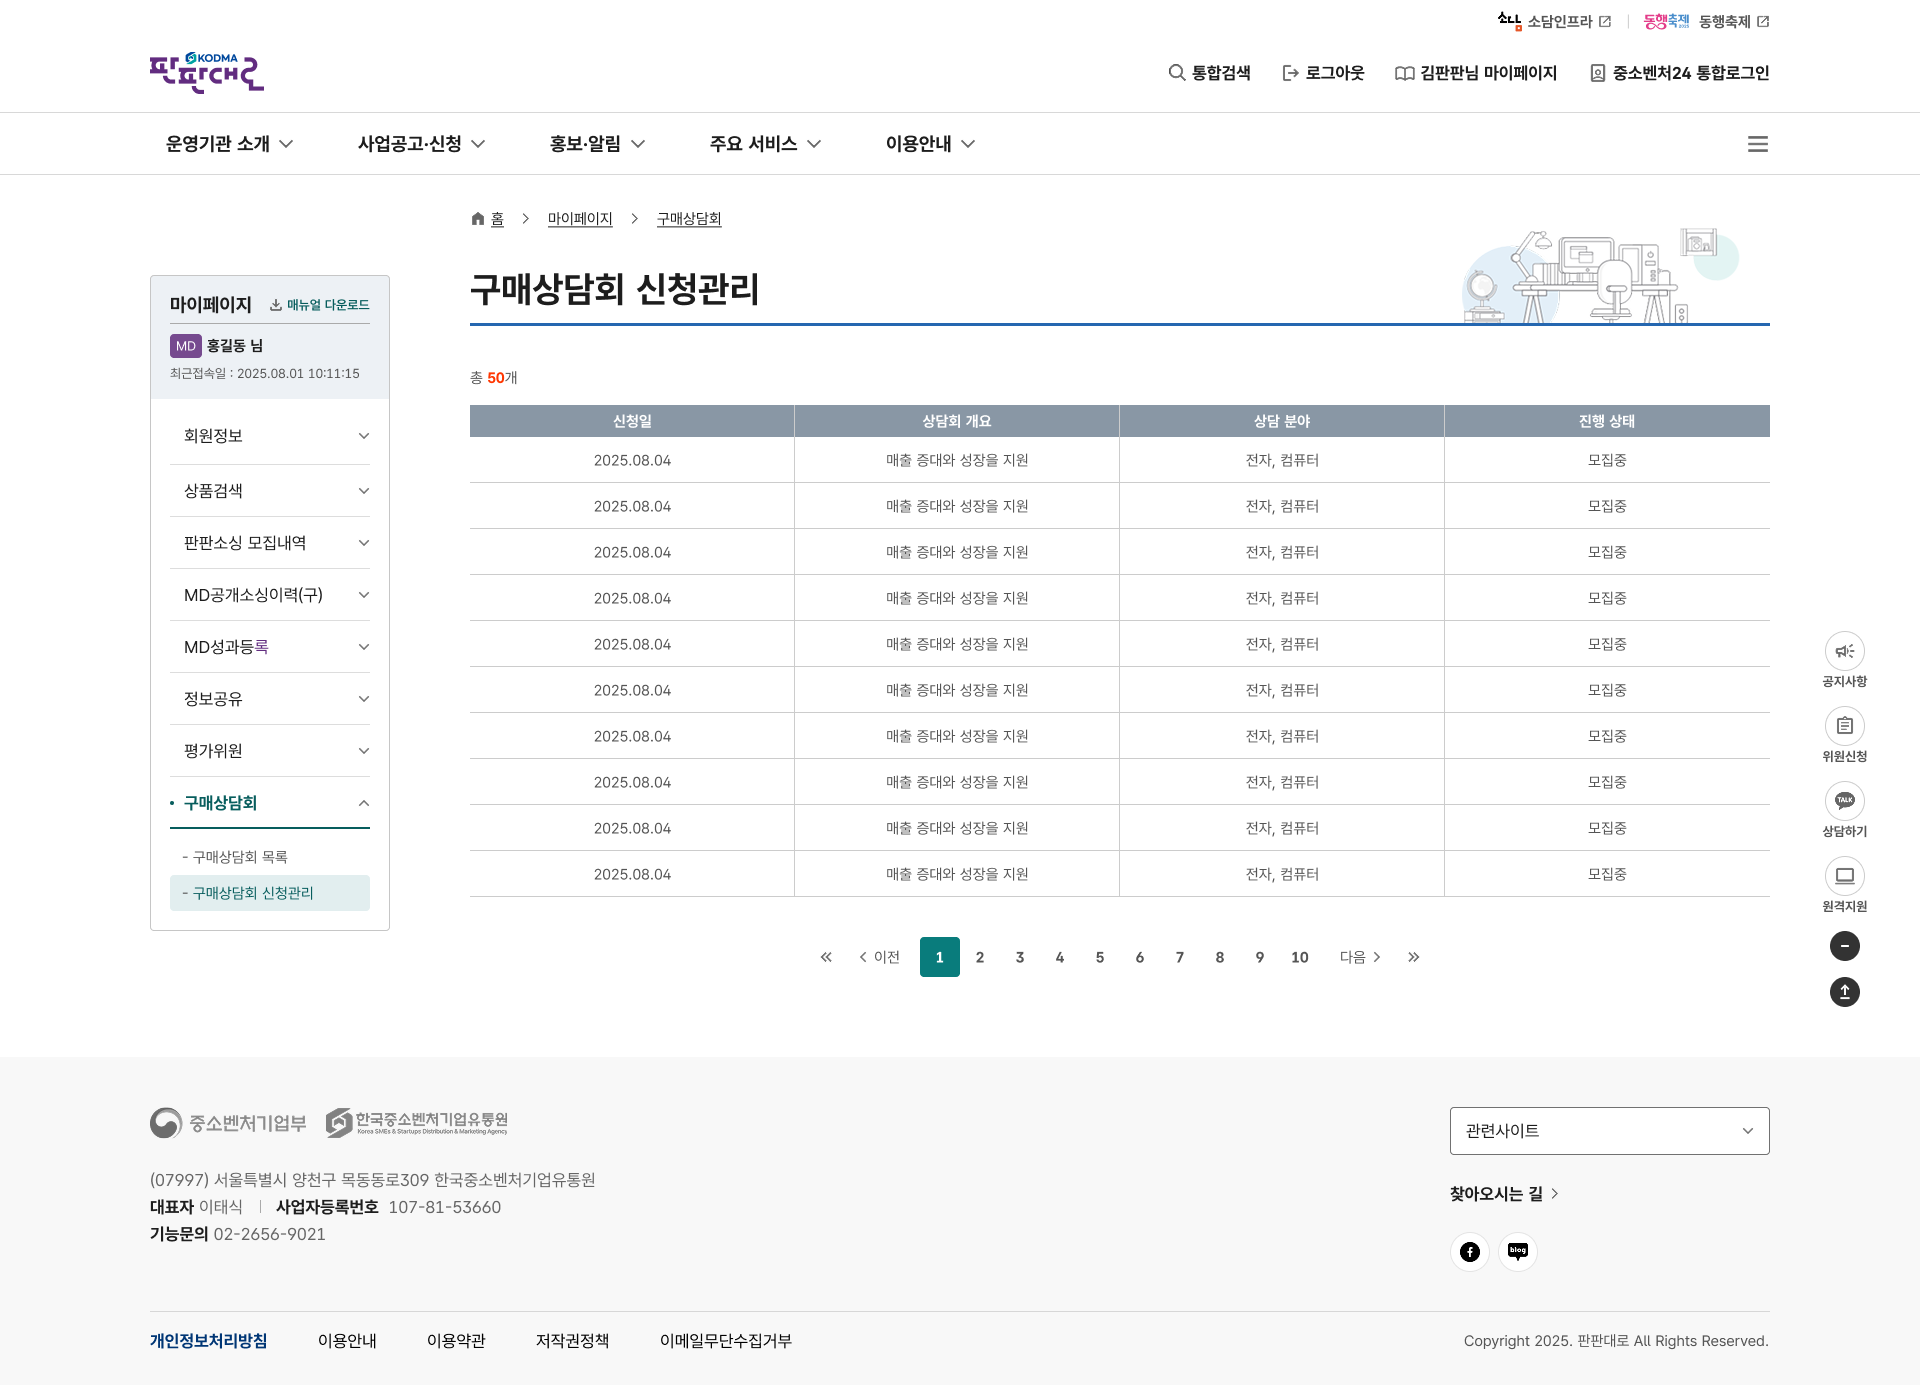 소담 소담인프라
동행축제 2025 동행축제
KODMA
판판대로
통합검색
로그아웃
김판판님 마이페이지
중소벤처24 통합로그인
운영기관 소개
사업공고·신청
홍보·알림
주요 서비스
이용안내
홈
마이페이지
구매상담회
구매상담회 신청관리
마이페이지
매뉴얼 다운로드
MD 홍길동 님
최근접속일 : 2025.08.01 10:11:15
회원정보
상품검색
판판소싱 모집내역
MD공개소싱이력(구)
MD성과등록
정보공유
평가위원
구매상담회
- 구매상담회 목록
- 구매상담회 신청관리
총 50개
신청일 상담회 개요 상담 분야 진행 상태
2025.08.04 매출 증대와 성장을 지원 전자, 컴퓨터 모집중
2025.08.04 매출 증대와 성장을 지원 전자, 컴퓨터 모집중
2025.08.04 매출 증대와 성장을 지원 전자, 컴퓨터 모집중
2025.08.04 매출 증대와 성장을 지원 전자, 컴퓨터 모집중
2025.08.04 매출 증대와 성장을 지원 전자, 컴퓨터 모집중
2025.08.04 매출 증대와 성장을 지원 전자, 컴퓨터 모집중
2025.08.04 매출 증대와 성장을 지원 전자, 컴퓨터 모집중
2025.08.04 매출 증대와 성장을 지원 전자, 컴퓨터 모집중
2025.08.04 매출 증대와 성장을 지원 전자, 컴퓨터 모집중
2025.08.04 매출 증대와 성장을 지원 전자, 컴퓨터 모집중
이전 1 2 3 4 5 6 7 8 9 10 다음
공지사항
위원신청
TALK
상담하기
원격지원
중소벤처기업부
한국중소벤처기업유통원
Korea SMEs & Startups Distribution & Marketing Agency
(07997) 서울특별시 양천구 목동동로309 한국중소벤처기업유통원
대표자 이태식 사업자등록번호 107-81-53660
기능문의 02-2656-9021
관련사이트
찾아오시는 길
blog
개인정보처리방침
이용안내
이용약관
저작권정책
이메일무단수집거부
Copyright 2025. 판판대로 All Rights Reserved.